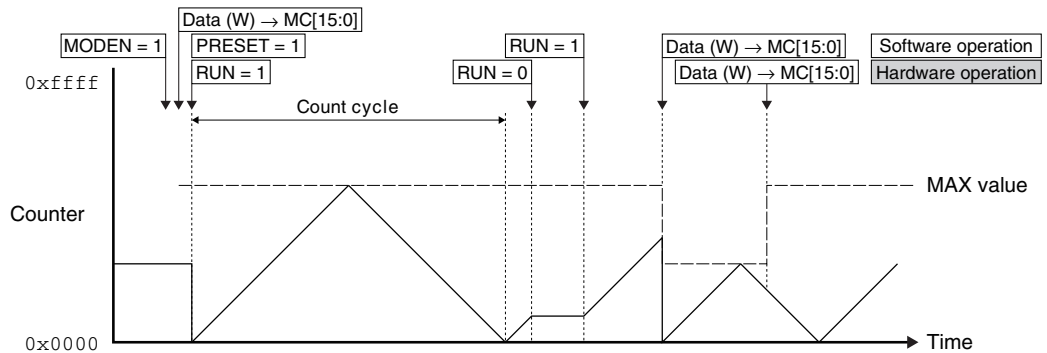 Data (W) → MC[15:0]
MODEN = 1
PRESET = 1
RUN = 1
RUN = 1
RUN = 0
Data (W) → MC[15:0]
Data (W) → MC[15:0]
Software operation
Hardware operation
0xffff
Count cycle
MAX value
Counter
0x0000
Time